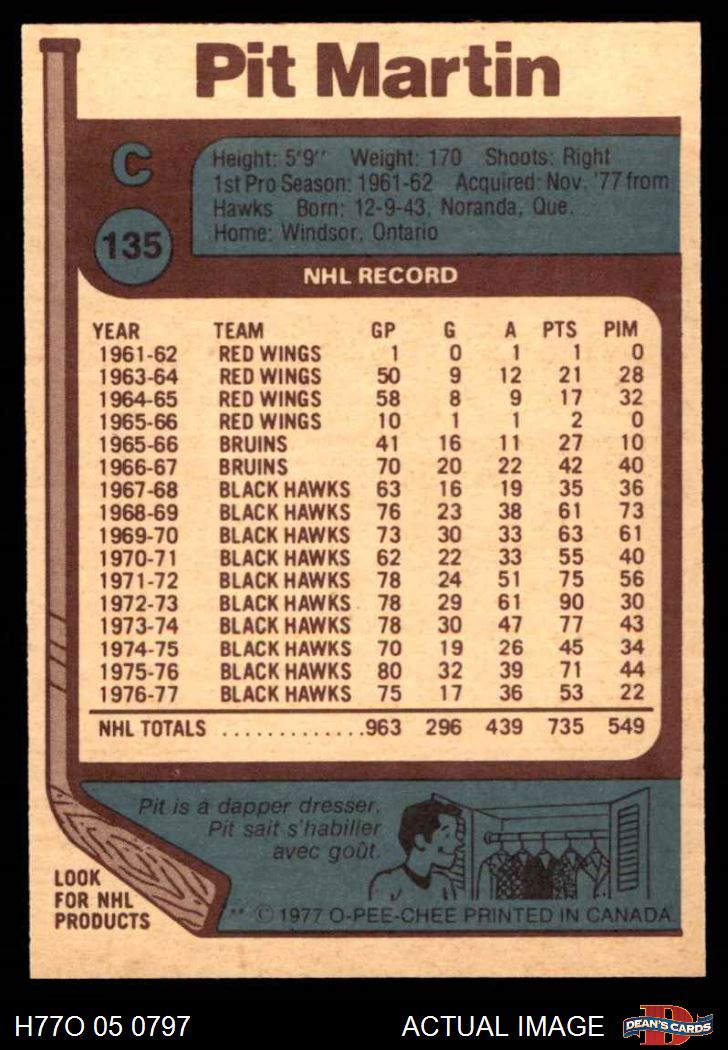 Pit Martin
C
135
Height: 5'9" Weight: 170 Shoots: Right
1st Pro Season: 1961-62 Acquired: Nov. '77 from
Hawks Born: 12-9-43, Noranda, Que.
Home: Windsor, Ontario
NHL RECORD
YEAR TEAM GP G A PTS PIM
1961-62 RED WINGS 1 0 1 1 0
1963-64 RED WINGS 50 9 12 21 28
1964-65 RED WINGS 58 8 9 17 32
1965-66 RED WINGS 10 1 1 2 0
1965-66 BRUINS 41 16 11 27 10
1966-67 BRUINS 70 20 22 42 40
1967-68 BLACK HAWKS 63 16 19 35 36
1968-69 BLACK HAWKS 76 23 38 61 73
1969-70 BLACK HAWKS 73 30 33 63 61
1970-71 BLACK HAWKS 62 22 33 55 40
1971-72 BLACK HAWKS 78 24 51 75 56
1972-73 BLACK HAWKS 78 29 61 90 30
1973-74 BLACK HAWKS 78 30 47 77 43
1974-75 BLACK HAWKS 70 19 26 45 34
1975-76 BLACK HAWKS 80 32 39 71 44
1976-77 BLACK HAWKS 75 17 36 53 22
NHL TOTALS . . . . . . . . . . . . .963 296 439 735 549
Pit is a dapper dresser.
Pit sait s'habilier
avec goût.
LOOK
FOR NHL
PRODUCTS
** © 1977 O-PEE-CHEE PRINTED IN CANADA
H77O 05 0797 ACTUAL IMAGE
D
DEAN'S CARDS